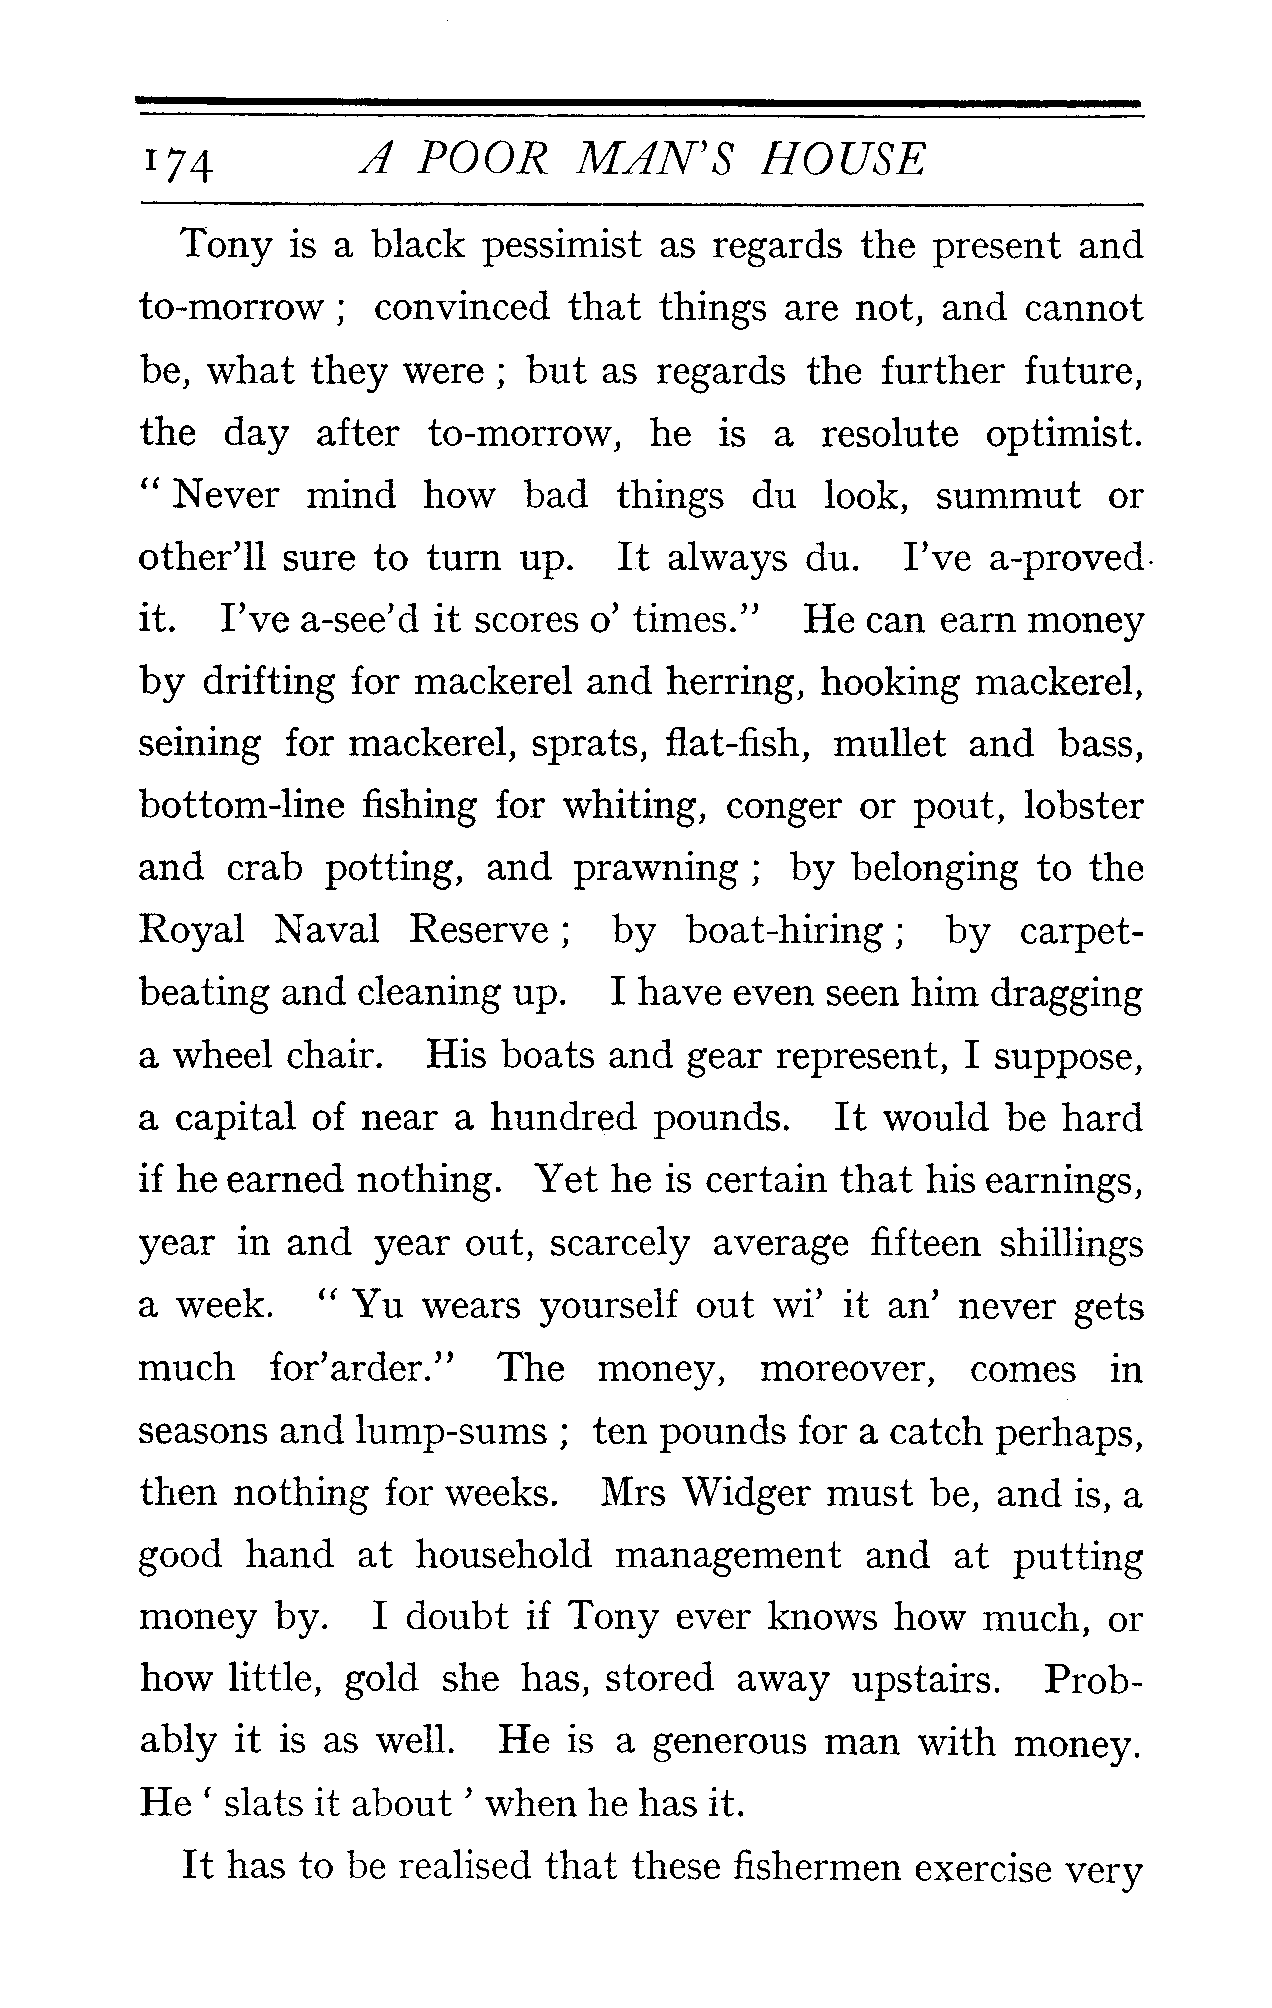 174 A POOR MAN'S HOUSE
Tony is a black pessimist as regards the present and
to-morrow ; convinced that things are not, and cannot
be, what they were ; but as regards the further future,
the day after to-morrow, he is a resolute optimist.
“ Never mind how bad things du look, summut or
other’ll sure to turn up. It always du. I’ve a-proved
it. I’ve a-see’d it scores o’ times.” He can earn money
by drifting for mackerel and herring, hooking mackerel,
seining for mackerel, sprats, flat-fish, mullet and bass,
bottom-line fishing for whiting, conger or pout, lobster
and crab potting, and prawning ; by belonging to the
Royal Naval Reserve ; by boat-hiring ; by carpet-
beating and cleaning up. I have even seen him dragging
a wheel chair. His boats and gear represent, I suppose,
a capital of near a hundred pounds. It would be hard
if he earned nothing. Yet he is certain that his earnings,
year in and year out, scarcely average fifteen shillings
a week. “ Yu wears yourself out wi’ it an’ never gets
much for’arder.” The money, moreover, comes in
seasons and lump-sums ; ten pounds for a catch perhaps,
then nothing for weeks. Mrs Widger must be, and is, a
good hand at household management and at putting
money by. I doubt if Tony ever knows how much, or
how little, gold she has, stored away upstairs. Prob-
ably it is as well. He is a generous man with money.
He ‘ slats it about ’ when he has it.
It has to be realised that these fishermen exercise very